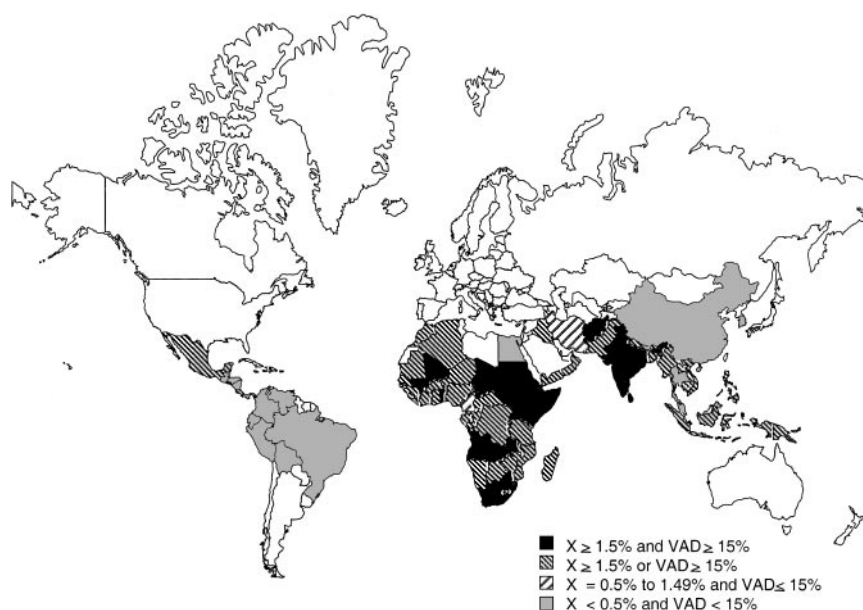 X ≥ 1.5% and VAD ≥ 15%
X ≥ 1.5% or VAD ≥ 15%
X = 0.5% to 1.49% and VAD ≤ 15%
X < 0.5% and VAD < 15%